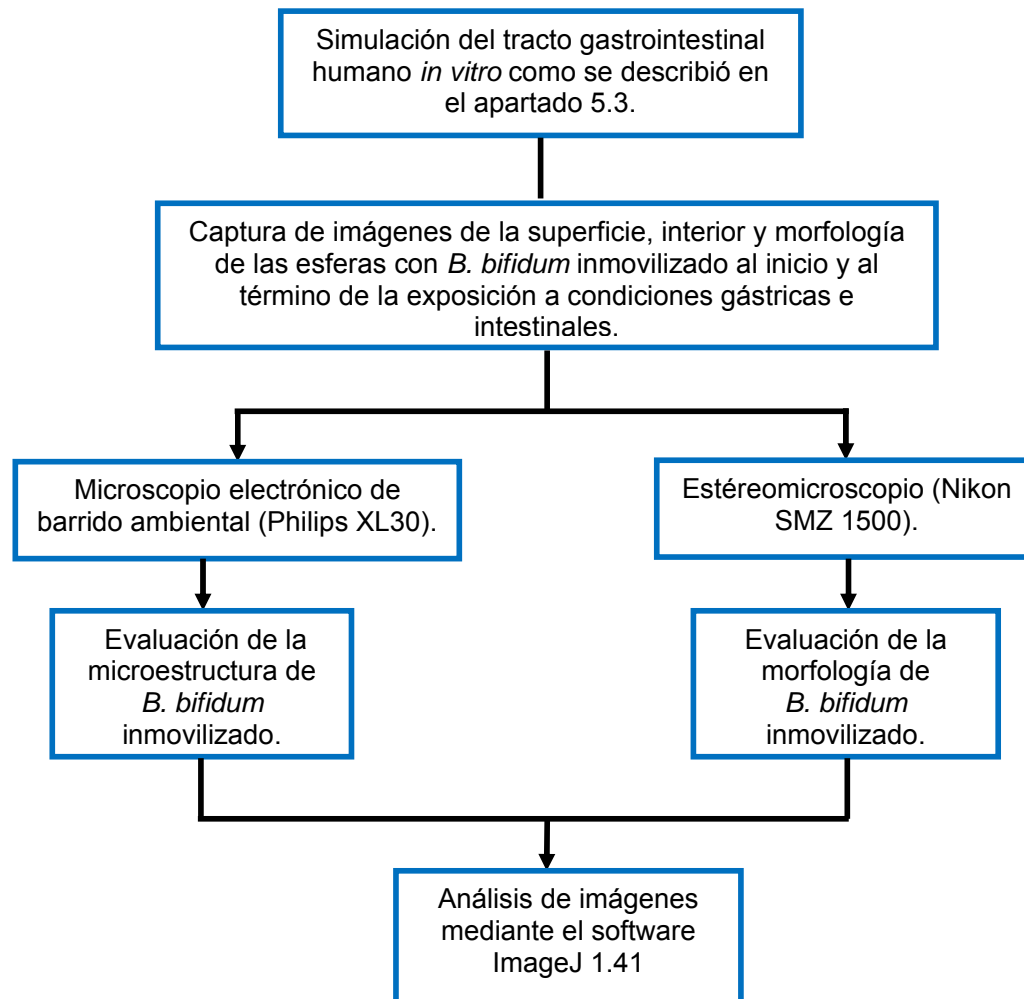 Simulación del tracto gastrointestinal
humano in vitro como se describió en
el apartado 5.3.
Captura de imágenes de la superficie, interior y morfología
de las esferas con B. bifidum inmovilizado al inicio y al
término de la exposición a condiciones gástricas e
intestinales.
Microscopio electrónico de
barrido ambiental (Philips XL30).
Estéreomicroscopio (Nikon
SMZ 1500).
Evaluación de la
microestructura de
B. bifidum
inmovilizado.
Evaluación de la
morfología de
B. bifidum
inmovilizado.
Análisis de imágenes
mediante el software
ImageJ 1.41